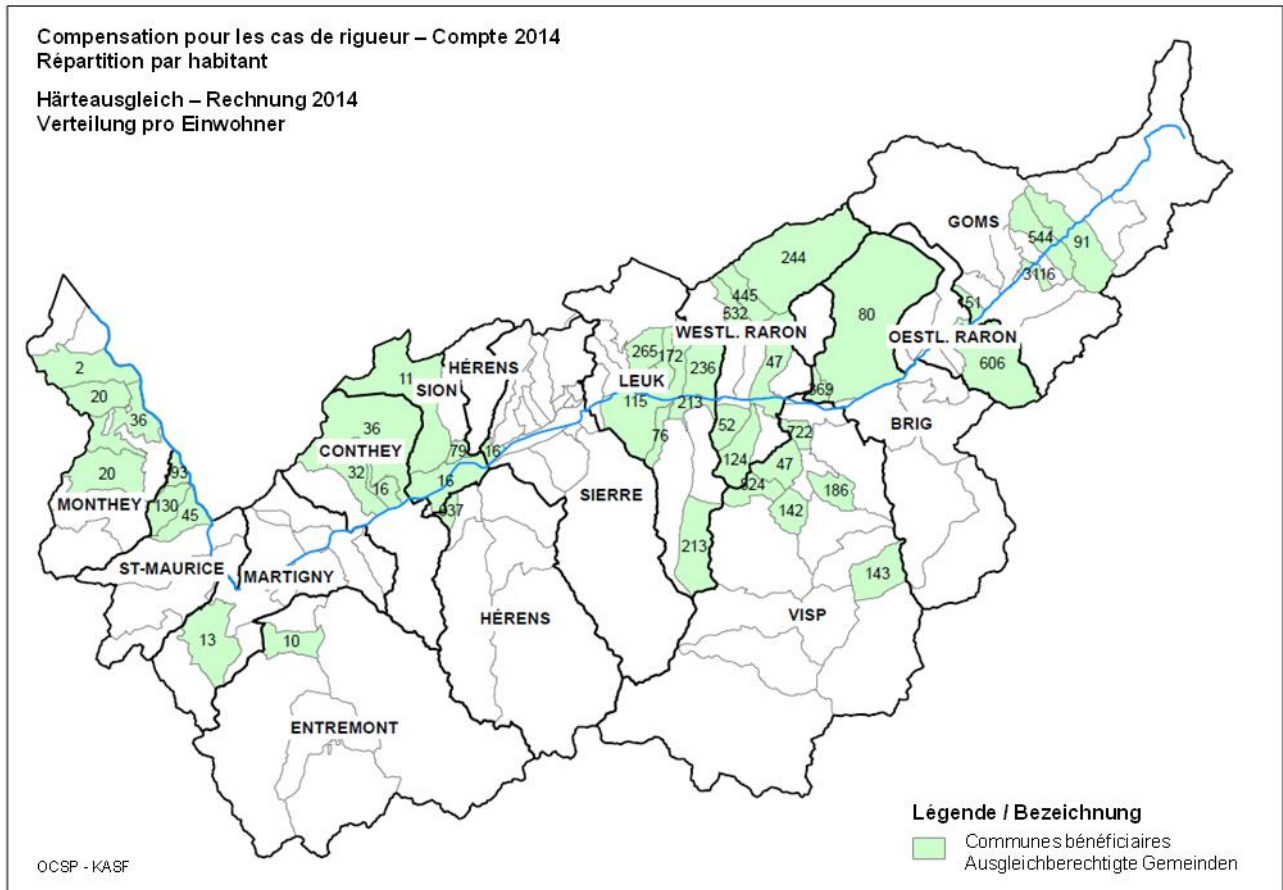 Compensation pour les cas de rigueur – Compte 2014
Répartition par habitant
Härteausgleich – Rechnung 2014
Verteilung pro Einwohner
GOMS
544
91
3116
51
244
445
532
WESTL. RARON
80
OESTL. RARON
606
47
369
BRIG
265
172
236
LEUK
115
213
76
52
124
722
47
924
186
142
143
VISP
213
SIERRE
HÉRENS
11
SION
36
CONTHEY
32
16
79
16
16
937
2
20
36
20
93
MONTHEY
130
45
ST-MAURICE
MARTIGNY
HÉRENS
13
10
ENTREMONT
Légende / Bezeichnung
Communes bénéficiaires
Ausgleichberechtigte Gemeinden
OCSP - KASF